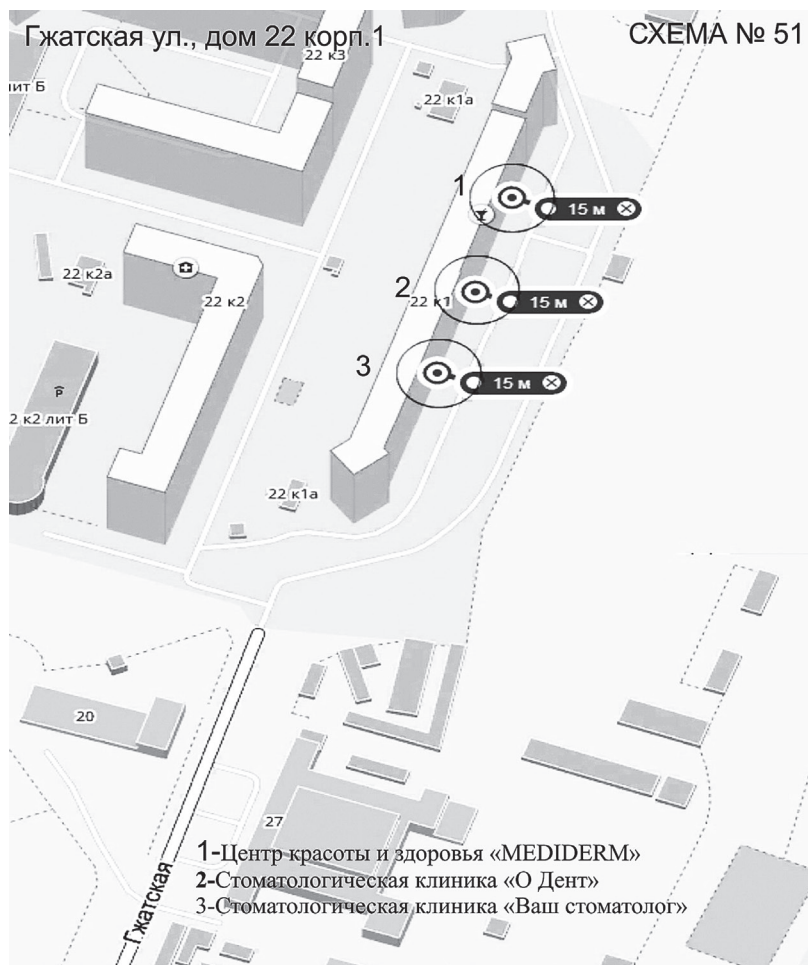 Гжатская ул., дом 22 корп.1
СХЕМА № 51
22 к3
лит Б
22 к1а
1
15 м
22 к2а
22 к2
2
22 к1
15 м
3
15 м
Р
2 к2 лит Б
22 к1а
20
27
1-Центр красоты и здоровья «MEDIDERM»
2-Стоматологическая клиника «О Дент»
3-Стоматологическая клиника «Ваш стоматолог»
Гжатская